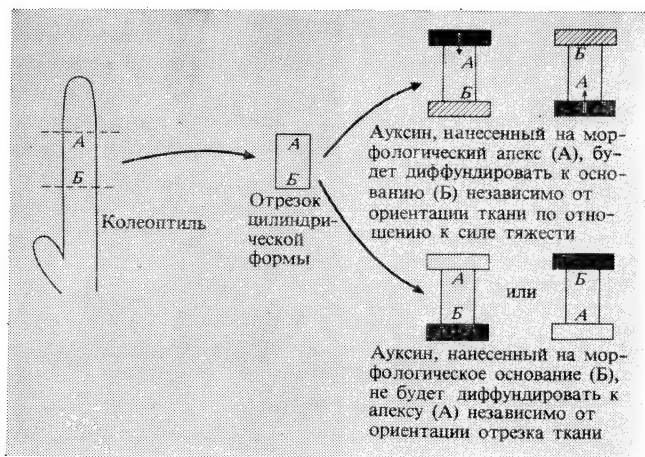 А
Б
Колеоптиль
А
Б
Отрезок
цилиндри-
ческой
формы
А
Б
Б
А
Ауксин, нанесенный на мор-
фологический апекс (А), бу-
дет диффундировать к осно-
ванию (Б) независимо от
ориентации ткани по отно-
шению к силе тяжести
А
Б
или
Б
А
Ауксин, нанесенный на мор-
фологическое основание (Б),
не будет диффундировать к
апексу (А) независимо от
ориентации отрезка ткани